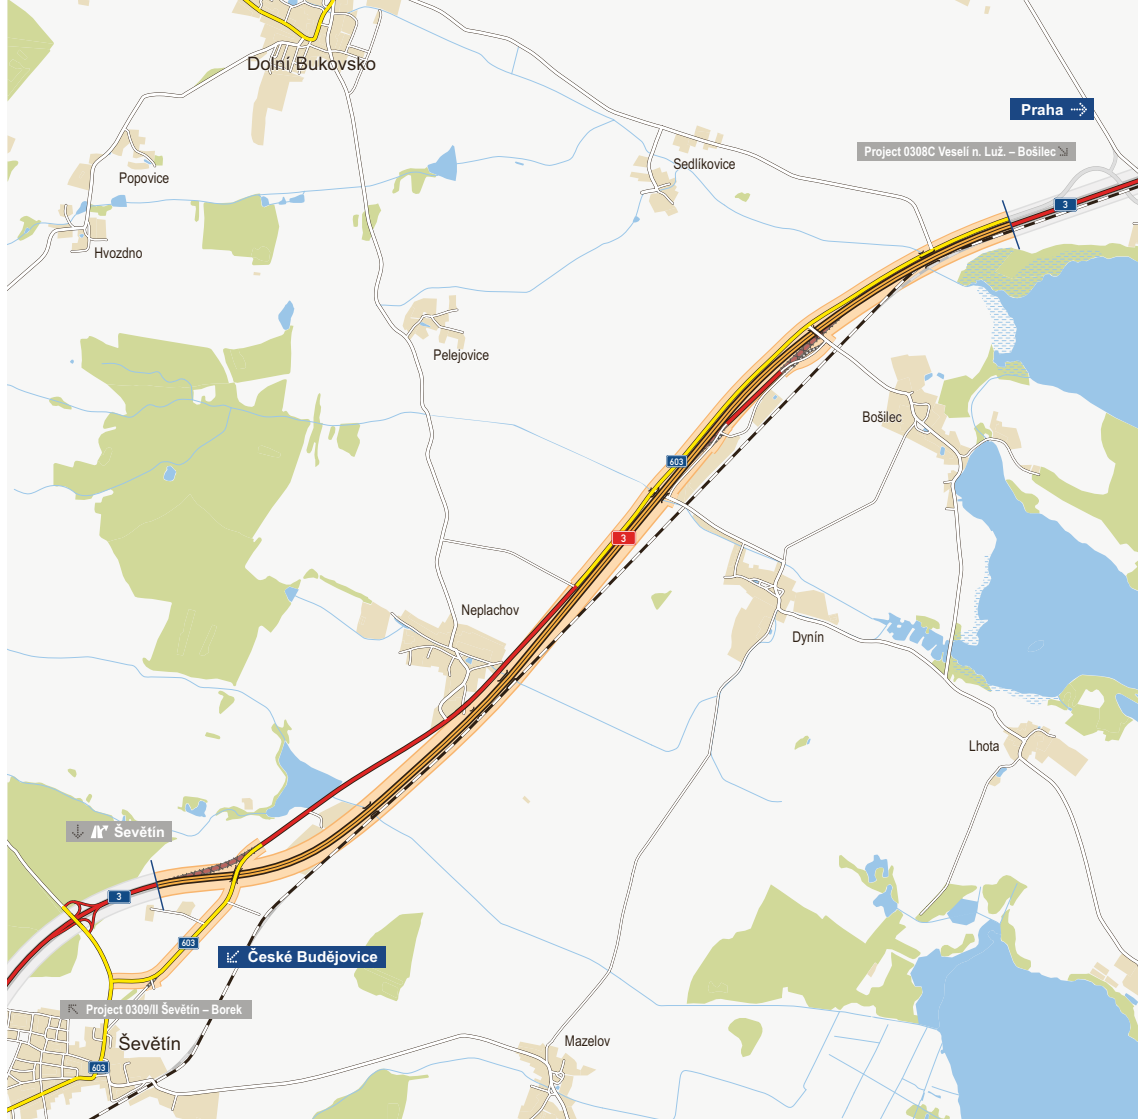 Dolní Bukovsko
Praha
Project 0308C Veselí n. Luž. – Bošilec
Sedlíkovice
Popovice
3
Hvozdno
Pelejovice
Bošilec
603
3
Neplachov
Dynín
Lhota
Ševětín
3
603
České Budějovice
Project 0309/II Ševětín – Borek
Ševětín
Mazelov
603